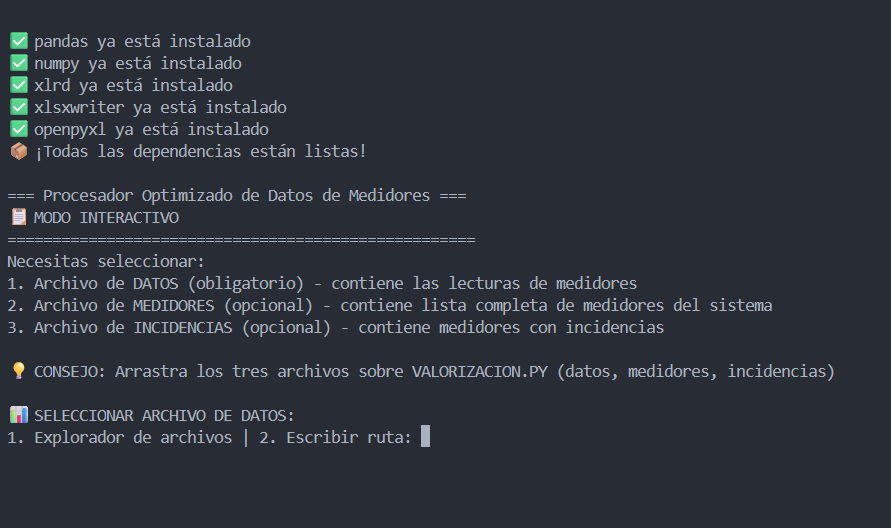 ✅ pandas ya está instalado
✅ numpy ya está instalado
✅ xlrd ya está instalado
✅ xlsxwriter ya está instalado
✅ openpyxl ya está instalado
📦 ¡Todas las dependencias están listas!
=== Procesador Optimizado de Datos de Medidores ===
📋 MODO INTERACTIVO
====================================================
Necesitas seleccionar:
1. Archivo de DATOS (obligatorio) - contiene las lecturas de medidores
2. Archivo de MEDIDORES (opcional) - contiene lista completa de medidores del sistema
3. Archivo de INCIDENCIAS (opcional) - contiene medidores con incidencias
💡 CONSEJO: Arrastra los tres archivos sobre VALORIZACION.PY (datos, medidores, incidencias)
📊 SELECCIONAR ARCHIVO DE DATOS:
1. Explorador de archivos | 2. Escribir ruta: